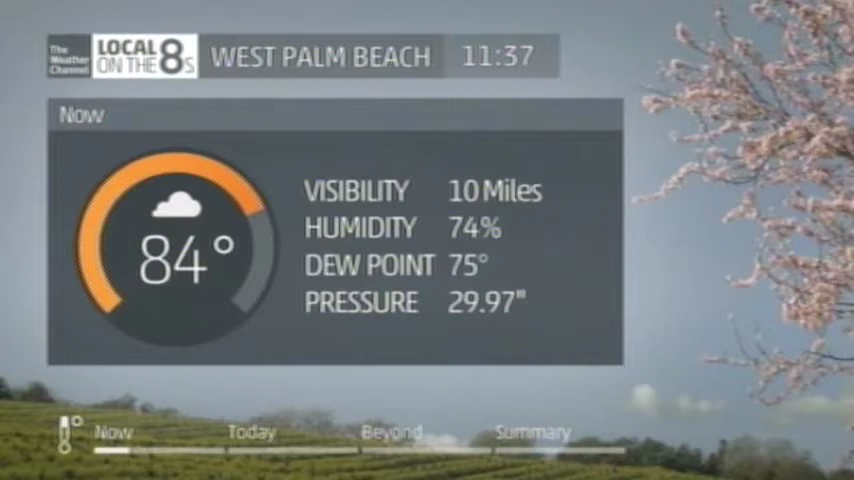 The Weather Channel
LOCAL ON THE 8s
WEST PALM BEACH 11:37
Now
84°
VISIBILITY 10 Miles
HUMIDITY 74%
DEW POINT 75°
PRESSURE 29.97"
Now Today Beyond Summary